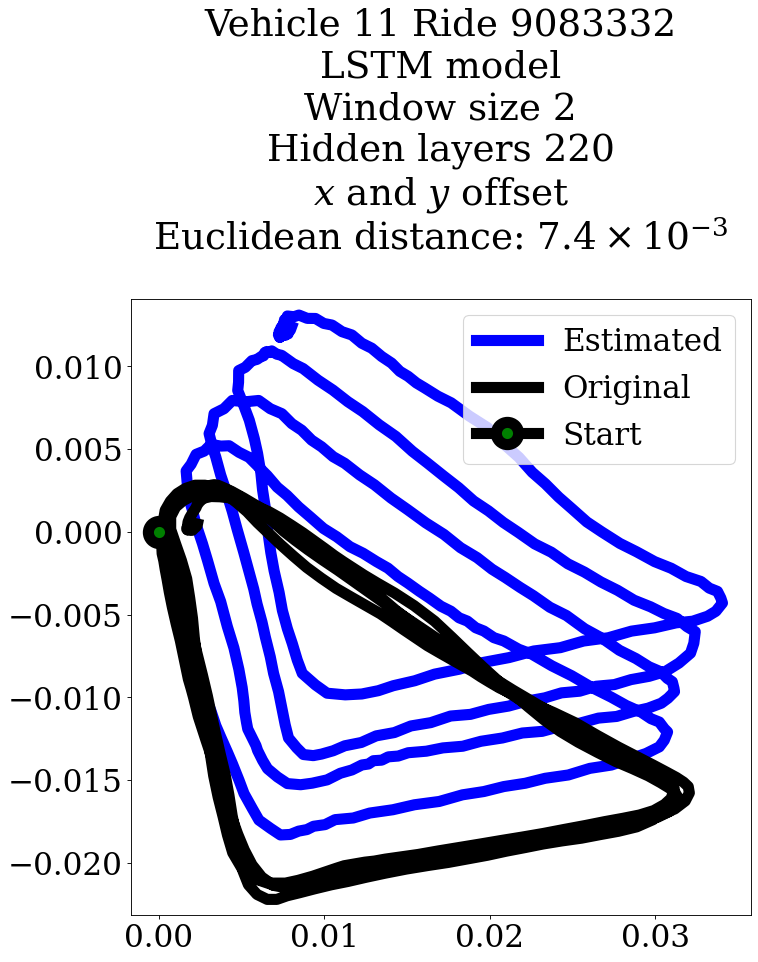 Vehicle 11 Ride 9083332
LSTM model
Window size 2
Hidden layers 220
x and y offset
Euclidean distance: 7.4 × 10⁻³
Estimated
Original
Start
0.010
0.005
0.000
−0.005
−0.010
−0.015
−0.020
0.00 0.01 0.02 0.03